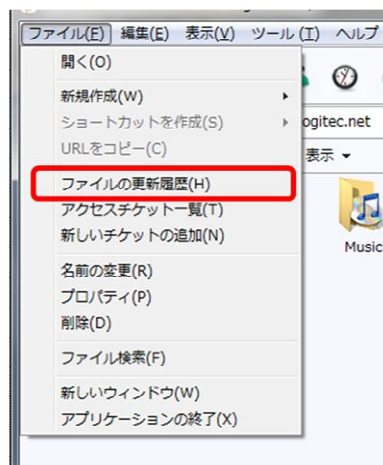 ファイル(F) 編集(E) 表示(V) ツール(T) ヘルプ
開く(O)
新規作成(W)
ショートカットを作成(S)
ogitec.net
URLをコピー(C)
表示
ファイルの更新履歴(H)
アクセスチケット一覧(T)
新しいチケットの追加(N)
Music
名前の変更(R)
プロパティ(P)
削除(D)
ファイル検索(F)
新しいウィンドウ(W)
アプリケーションの終了(X)